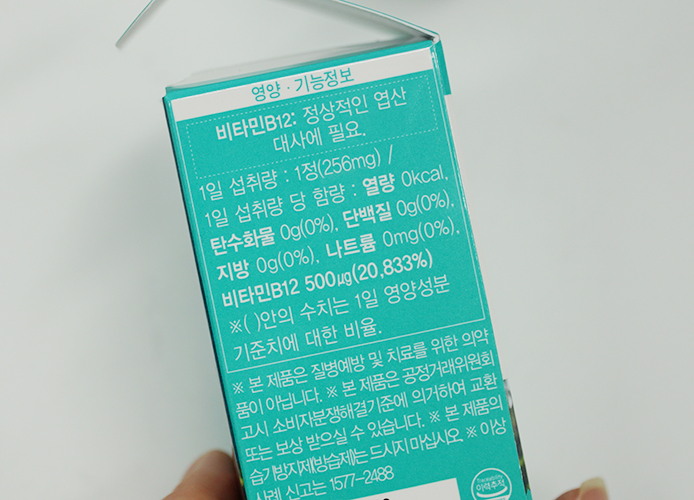 영양 · 기능정보
비타민B12: 정상적인 엽산
대사에 필요.
1일 섭취량 : 1정(256mg) /
1일 섭취량 당 함량 : 열량 0kcal,
탄수화물 0g(0%), 단백질 0g(0%),
지방 0g(0%), 나트륨 0mg(0%),
비타민B12 500㎍(20,833%)
※( )안의 수치는 1일 영양성분
기준치에 대한 비율.
※ 본 제품은 질병예방 및 치료를 위한 의약
품이 아닙니다. ※ 본 제품은 공정거래위원회
고시 소비자분쟁해결기준에 의거하여 교환
또는 보상 받으실 수 있습니다. ※ 본 제품의
습기방지제(방습제)는 드시지 마십시오. ※ 이상
사례 신고는 1577-2488
이력추적